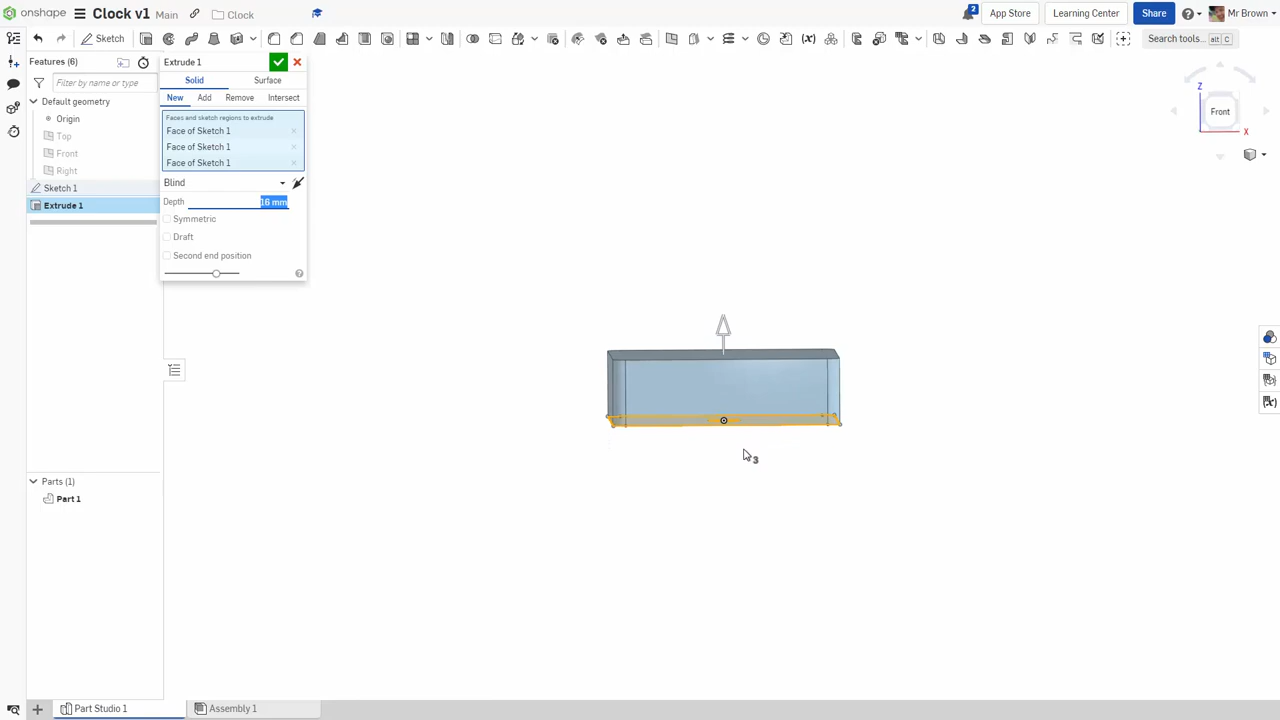 onshape Clock v1 Main Clock 2 App Store Learning Center Share Mr Brown
Sketch Search tools... alt C
Features (6)
Filter by name or type
Default geometry
Origin
Top
Front
Right
Sketch 1
Extrude 1
Extrude 1
Solid Surface
New Add Remove Intersect
Faces and sketch regions to extrude
Face of Sketch 1
Face of Sketch 1
Face of Sketch 1
Blind
Depth 16 mm
Symmetric
Draft
Second end position
3
Z
Front
X
Parts (1)
Part 1
Part Studio 1 Assembly 1